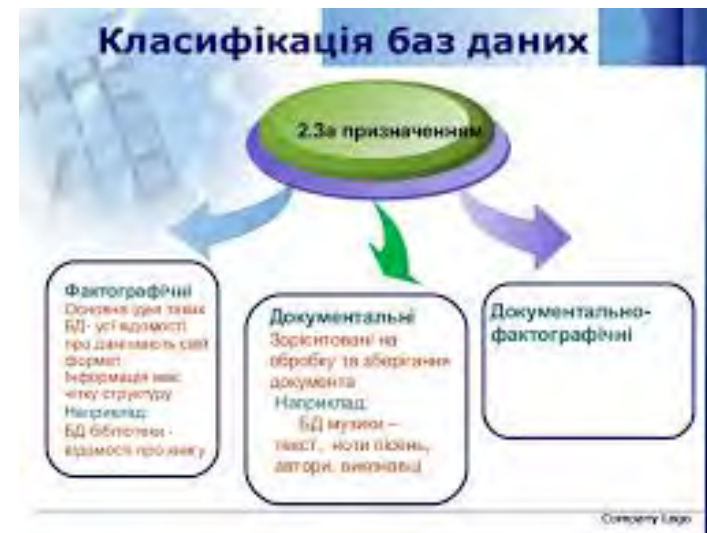 Класифікація баз даних
2.За призначенням
Фактографічні
Основна ідея таких
БД- усі відомості
про дані мають свій
формат.
Інформація має
чітку структуру
Наприклад:
БД бібліотеки -
відомості про книгу
Документальні
Зорієнтовані на
обробку та зберігання
документа
Наприклад:
БД музики –
текст, ноти пісень,
автори, виконавці
Документально-
фактографічні
Company Logo